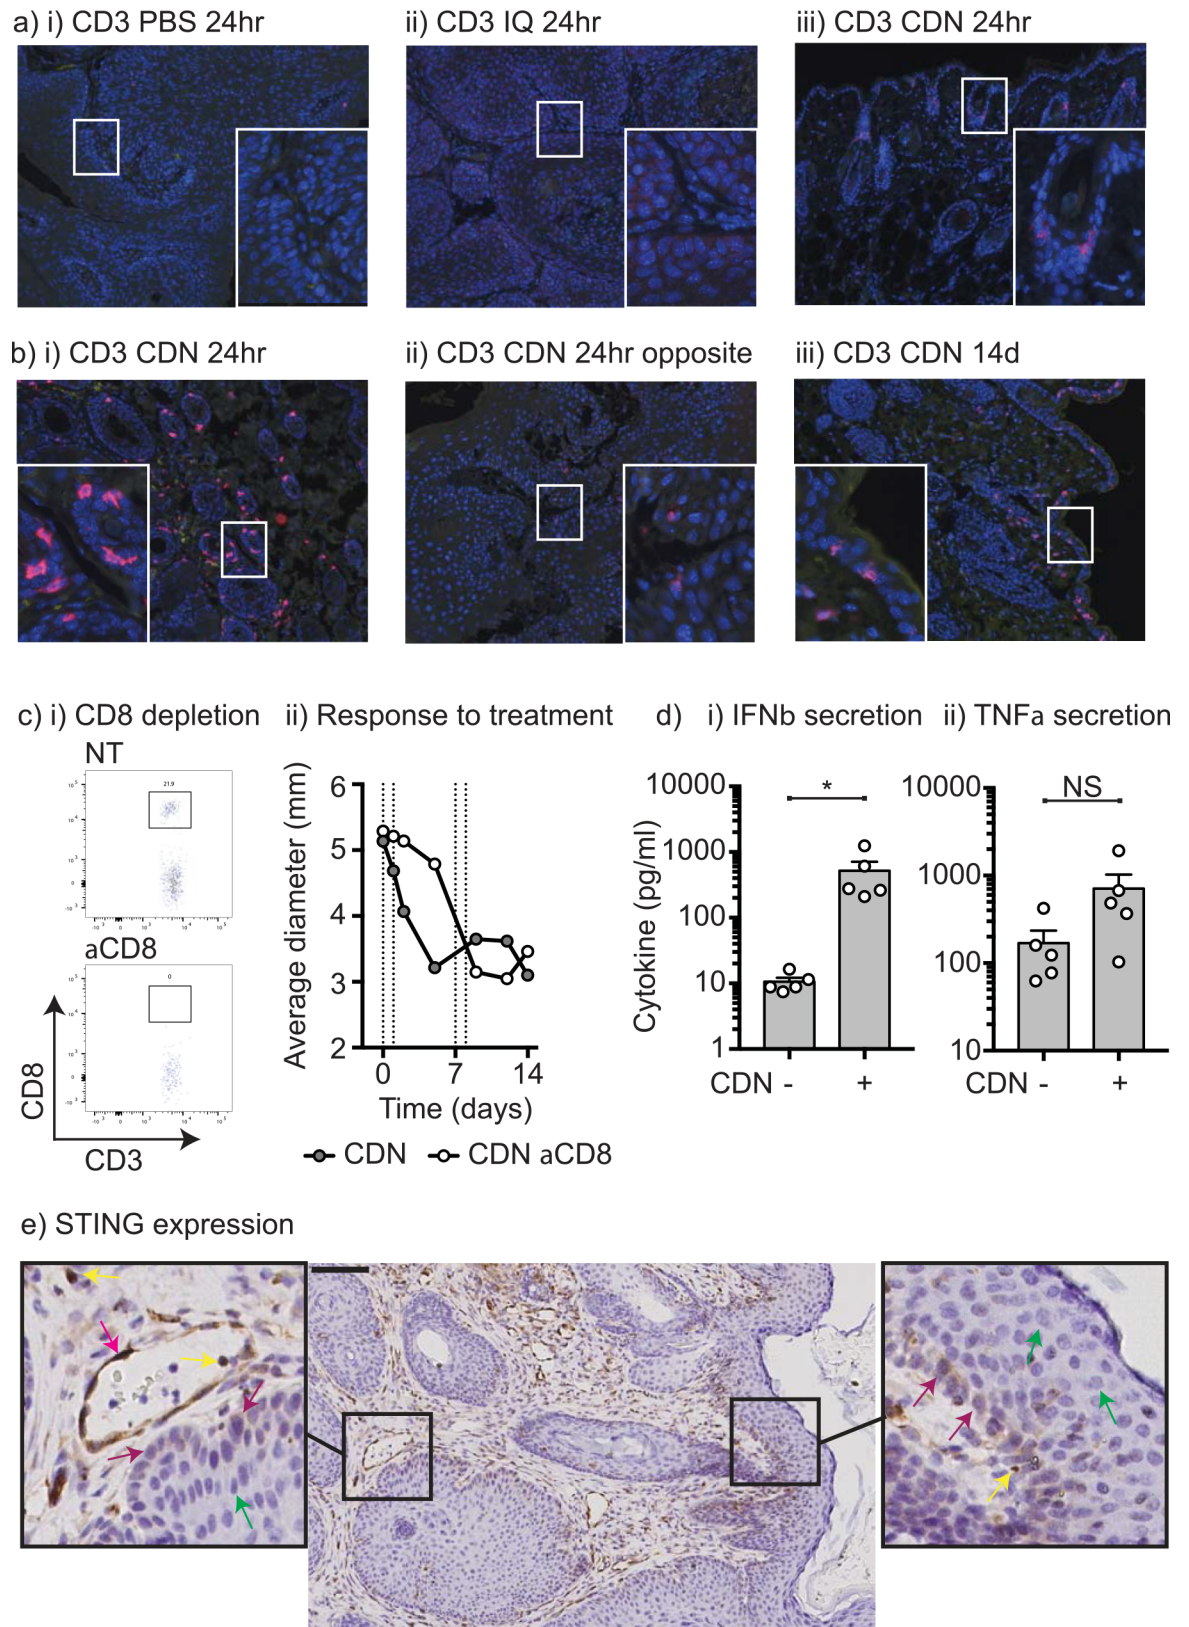 a) i) CD3 PBS 24hr
ii) CD3 IQ 24hr
iii) CD3 CDN 24hr
b) i) CD3 CDN 24hr
ii) CD3 CDN 24hr opposite
iii) CD3 CDN 14d
c) i) CD8 depletion
ii) Response to treatment
d) i) IFNb secretion
ii) TNFa secretion
NT
21.9
aCD8
0
CD8
CD3
Average diameter (mm)
6
5
4
3
2
0 7 14
Time (days)
CDN CDN aCD8
Cytokine (pg/ml)
10000
1000
100
10
1
*
CDN - +
10000
1000
100
10
NS
CDN - +
e) STING expression